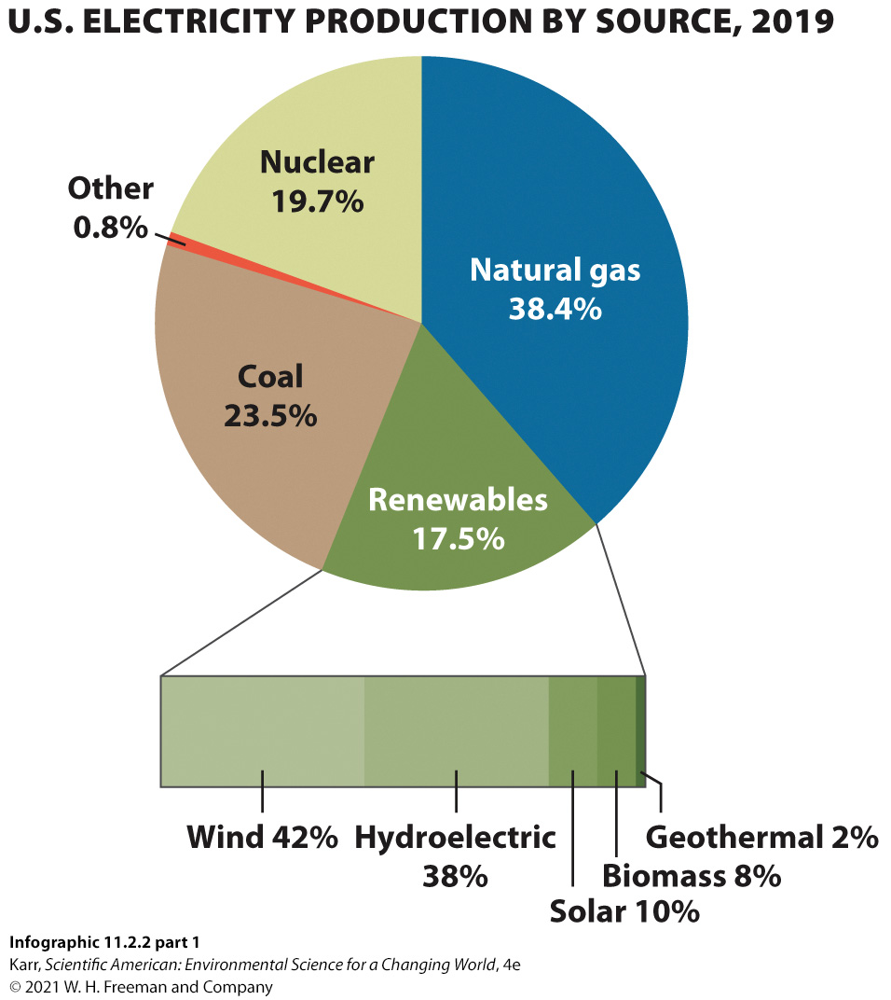 U.S. ELECTRICITY PRODUCTION BY SOURCE, 2019
Nuclear
19.7%
Other
0.8%
Natural gas
38.4%
Coal
23.5%
Renewables
17.5%
Wind 42%
Hydroelectric
38%
Geothermal 2%
Biomass 8%
Solar 10%
Infographic 11.2.2 part 1
Karr, Scientific American: Environmental Science for a Changing World, 4e
© 2021 W. H. Freeman and Company